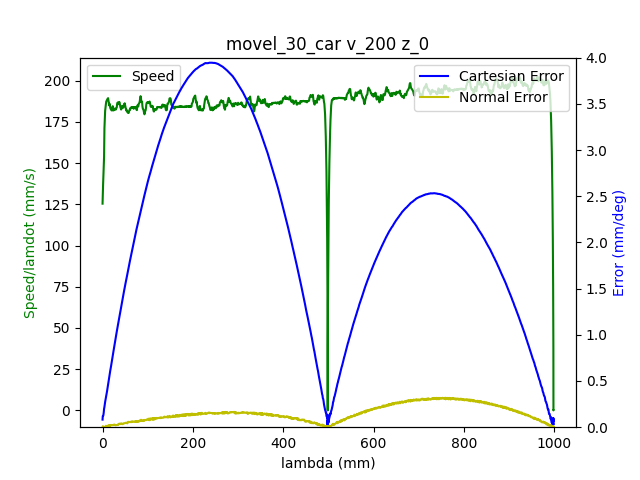 movel_30_car v_200 z_0
Speed
Cartesian Error
Normal Error
200
175
150
125
100
75
50
25
0
Speed/lamdot (mm/s)
4.0
3.5
3.0
2.5
2.0
1.5
1.0
0.5
0.0
Error (mm/deg)
0 200 400 600 800 1000
lambda (mm)